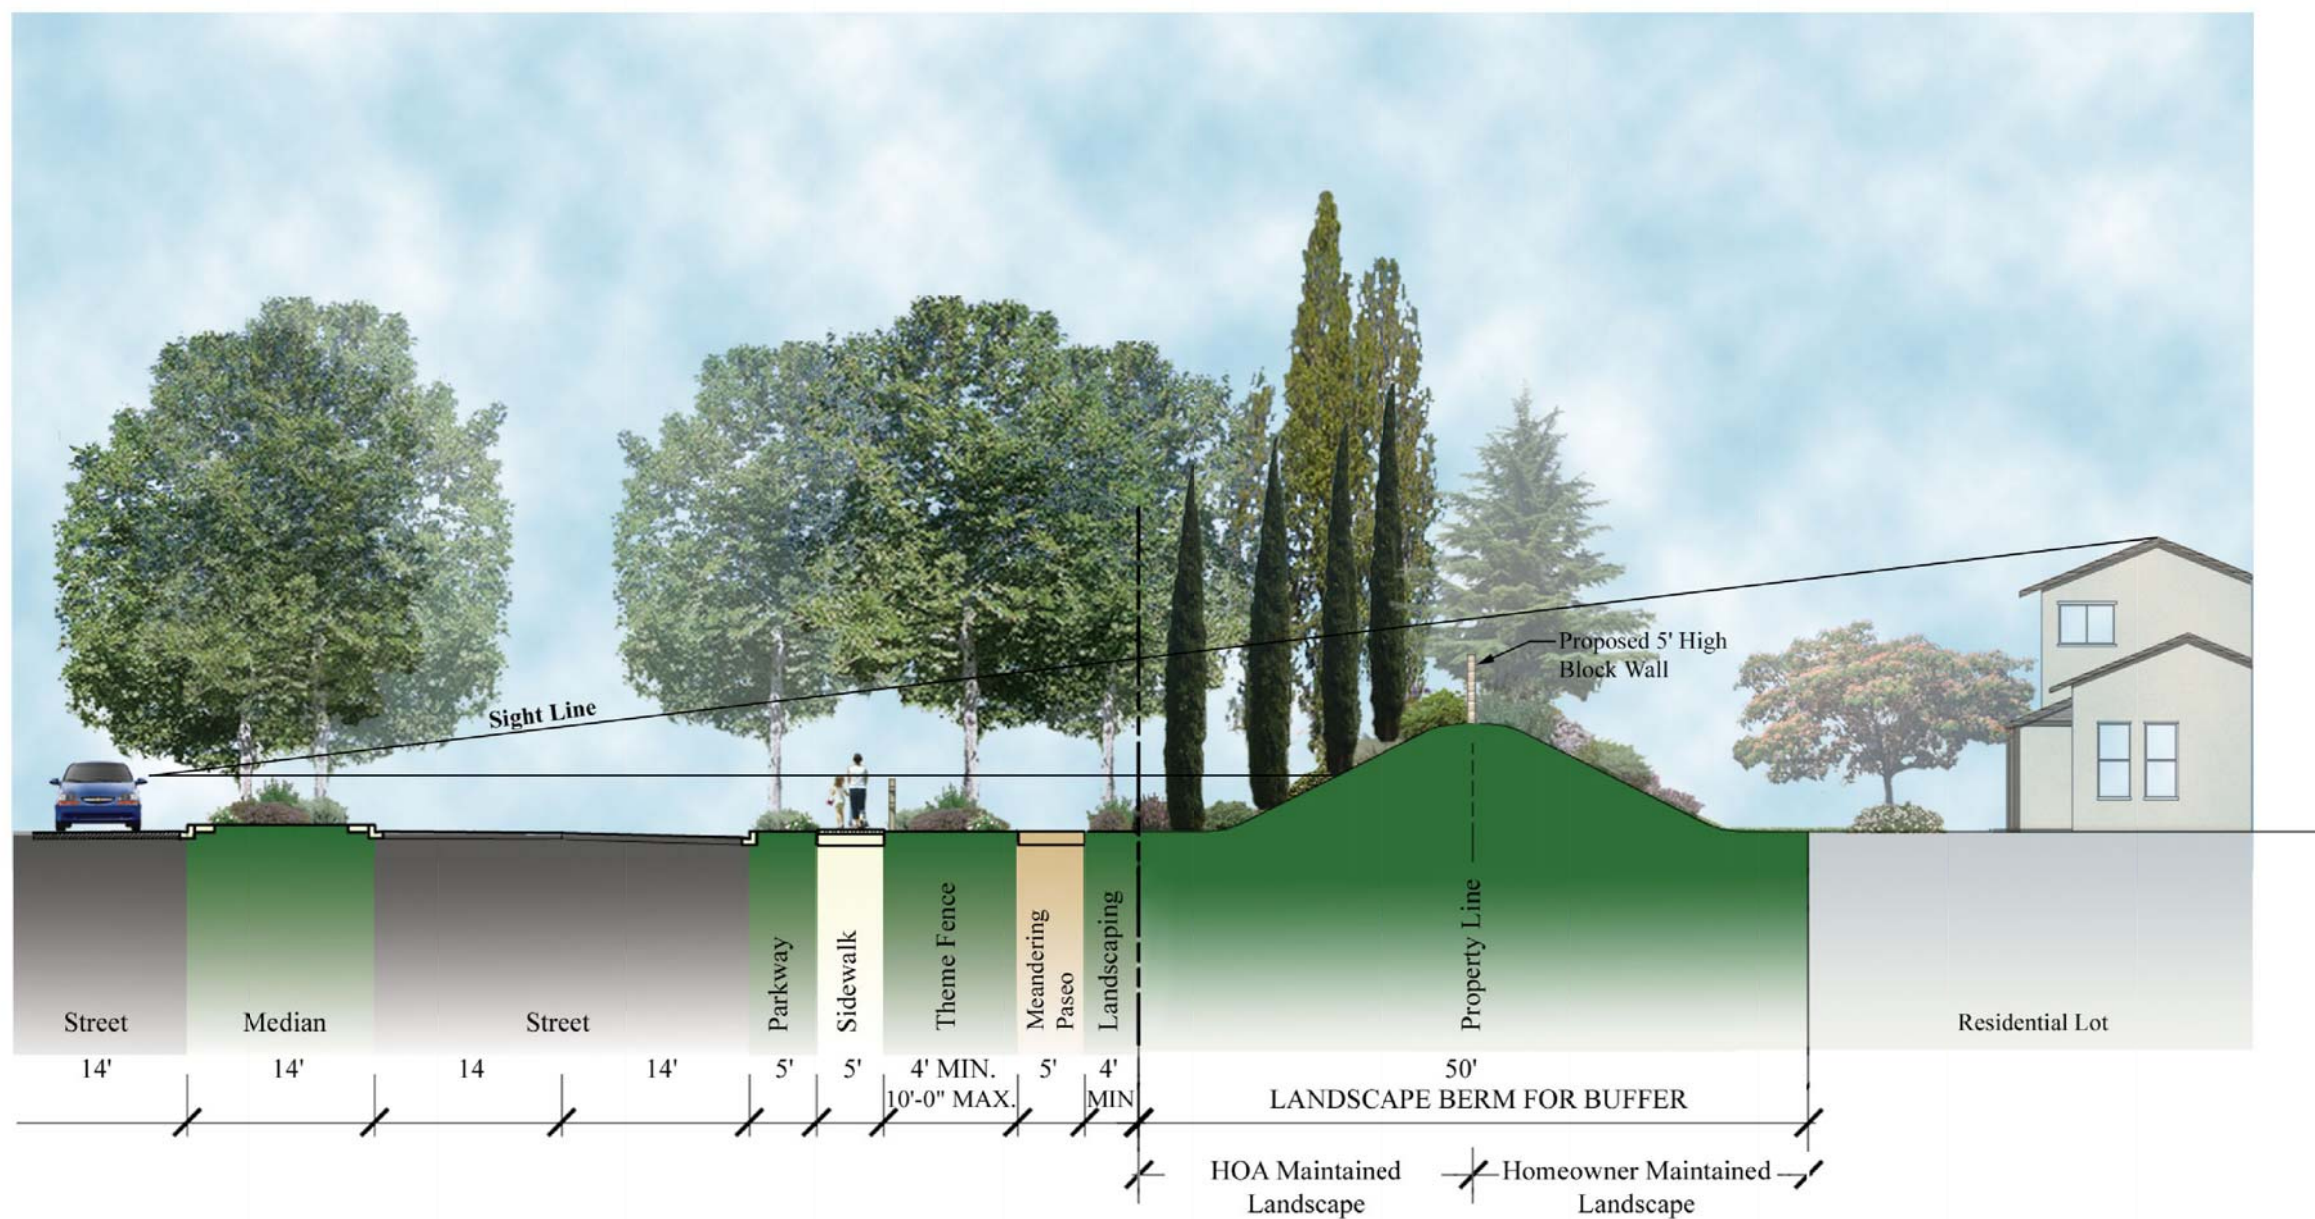 Sight Line
Proposed 5' High
Block Wall
Street
Median
Street
Parkway
Sidewalk
Theme Fence
Meandering
Paseo
Landscaping
Property Line
Residential Lot
14'
14'
14
14'
5'
5'
4' MIN.
10'-0" MAX.
5'
4'
MIN
50'
LANDSCAPE BERM FOR BUFFER
HOA Maintained
Landscape
Homeowner Maintained
Landscape